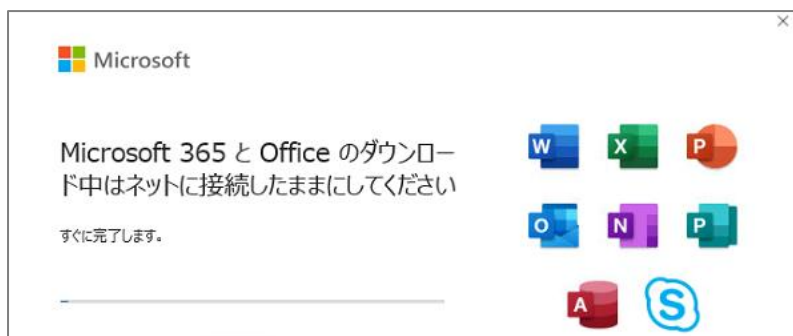 Microsoft
Microsoft 365 と Office のダウンロー
ド中はネットに接続したままにしてください
すぐに完了します。
W
X
P
O
N
P
A
S